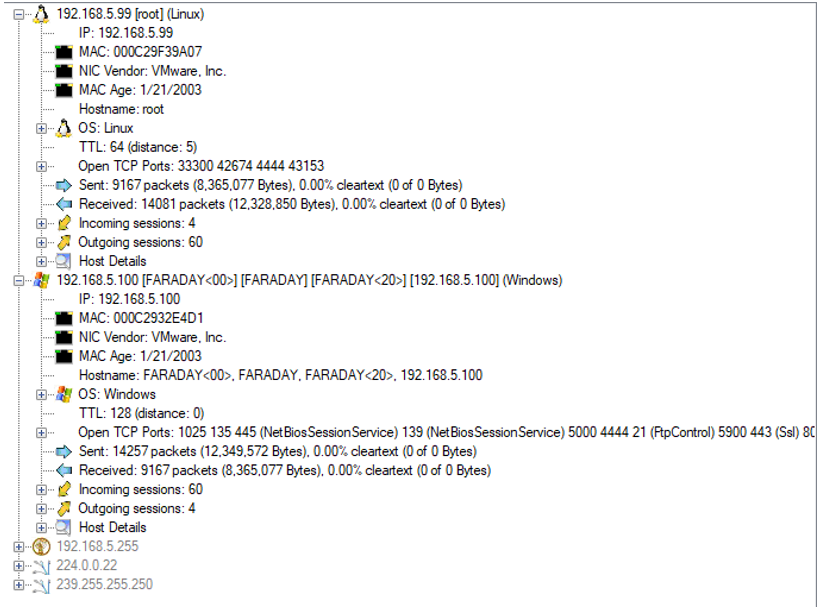 192.168.5.99 [root] (Linux)
IP: 192.168.5.99
MAC: 000C29F39A07
NIC Vendor: VMware, Inc.
MAC Age: 1/21/2003
Hostname: root
OS: Linux
TTL: 64 (distance: 5)
Open TCP Ports: 33300 42674 4444 43153
Sent: 9167 packets (8,365,077 Bytes), 0.00% cleartext (0 of 0 Bytes)
Received: 14081 packets (12,328,850 Bytes), 0.00% cleartext (0 of 0 Bytes)
Incoming sessions: 4
Outgoing sessions: 60
Host Details
192.168.5.100 [FARADAY<00>] [FARADAY] [FARADAY<20>] [192.168.5.100] (Windows)
IP: 192.168.5.100
MAC: 000C2932E4D1
NIC Vendor: VMware, Inc.
MAC Age: 1/21/2003
Hostname: FARADAY<00>, FARADAY, FARADAY<20>, 192.168.5.100
OS: Windows
TTL: 128 (distance: 0)
Open TCP Ports: 1025 135 445 (NetBiosSessionService) 139 (NetBiosSessionService) 5000 4444 21 (FtpControl) 5900 443 (Ssl)
Sent: 14257 packets (12,349,572 Bytes), 0.00% cleartext (0 of 0 Bytes)
Received: 9167 packets (8,365,077 Bytes), 0.00% cleartext (0 of 0 Bytes)
Incoming sessions: 60
Outgoing sessions: 4
Host Details
192.168.5.255
224.0.0.22
239.255.255.250